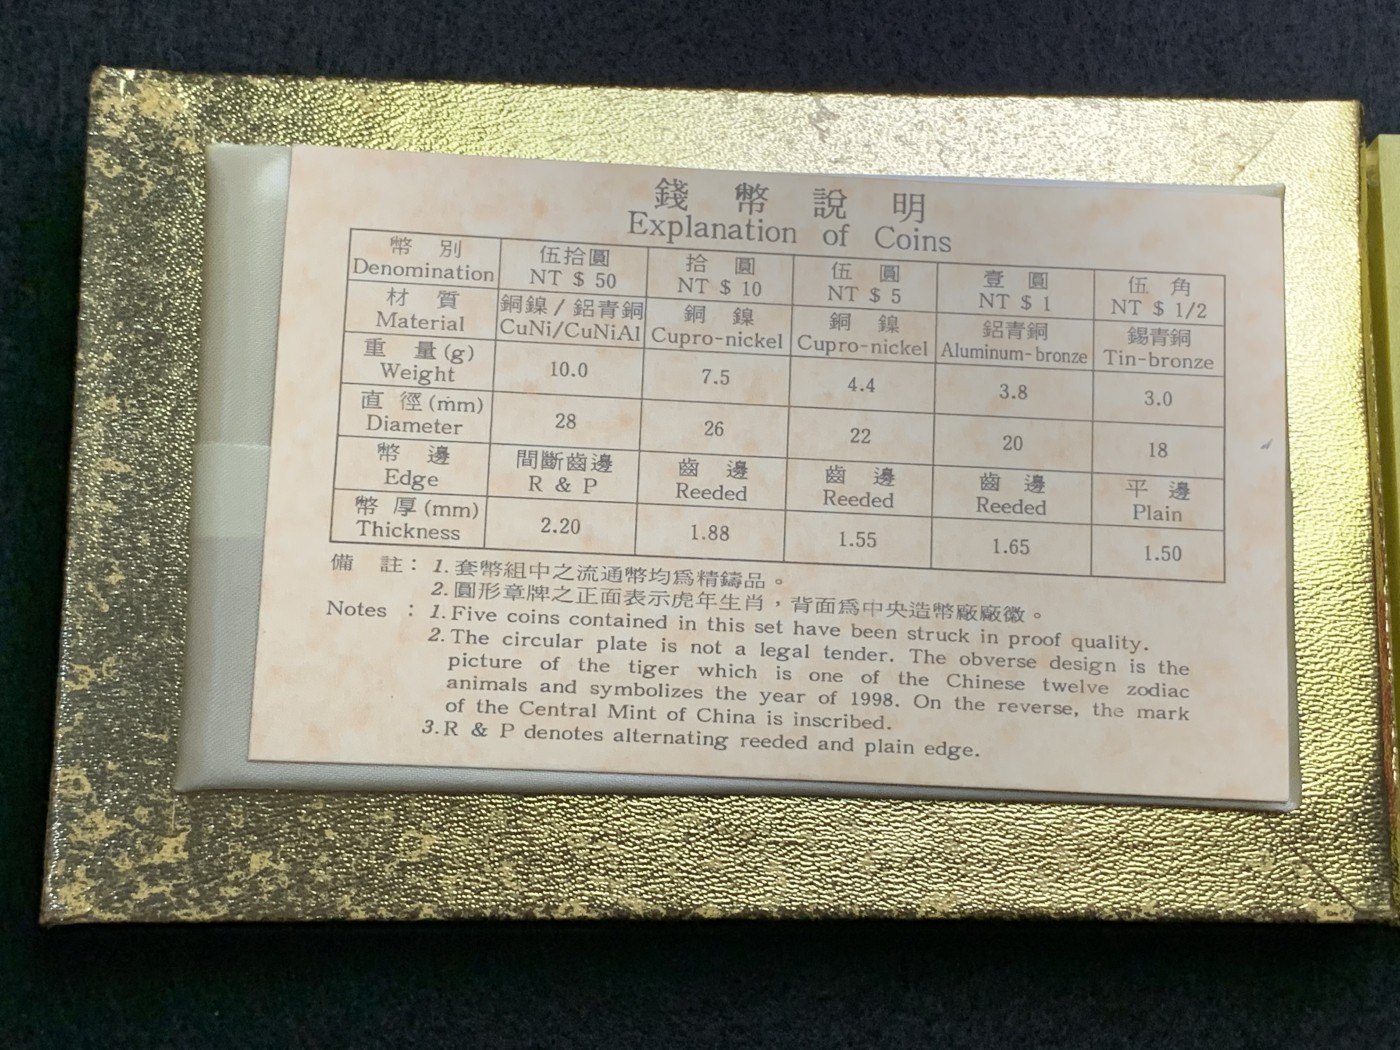 錢幣說明
Explanation of Coins
幣別 伍拾圓 拾圓 伍圓 壹圓 伍角
Denomination NT $ 50 NT $ 10 NT $ 5 NT $ 1 NT $ 1/2
材質 銅鎳/鋁青銅 銅鎳 銅鎳 鋁青銅 錫青銅
Material CuNi/CuNiAl Cupro-nickel Cupro-nickel Aluminum-bronze Tin-bronze
重量(g)
Weight 10.0 7.5 4.4 3.8 3.0
直徑(mm)
Diameter 28 26 22 20 18
幣邊 間斷齒邊 齒邊 齒邊 齒邊 平邊
Edge R & P Reeded Reeded Reeded Plain
幣厚(mm)
Thickness 2.20 1.88 1.55 1.65 1.50
備註：1.套幣組中之流通幣均為精鑄品。
2.圓形章牌之正面表示虎年生肖，背面為中央造幣廠廠徽。
Notes : 1.Five coins contained in this set have been struck in proof quality.
2.The circular plate is not a legal tender. The obverse design is the
picture of the tiger which is one of the Chinese twelve zodiac
animals and symbolizes the year of 1998. On the reverse, the mark
of the Central Mint of China is inscribed.
3.R & P denotes alternating reeded and plain edge.